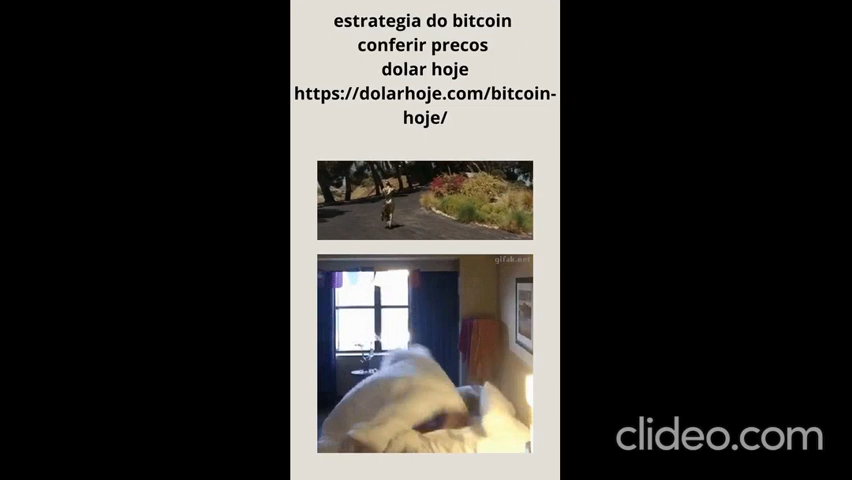 estrategia do bitcoin
conferir precos
dolar hoje
https://dolarhoje.com/bitcoin-
hoje/
gifak.net
clideo.com